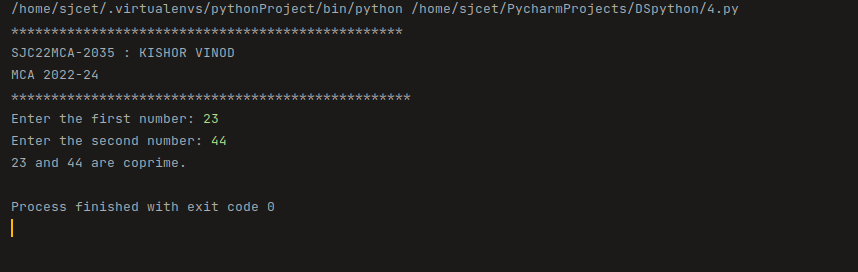 /home/sjcet/.virtualenvs/pythonProject/bin/python /home/sjcet/PycharmProjects/DSpython/4.py
*************************************************
SJC22MCA-2035 : KISHOR VINOD
MCA 2022-24
**************************************************
Enter the first number: 23
Enter the second number: 44
23 and 44 are coprime.
Process finished with exit code 0